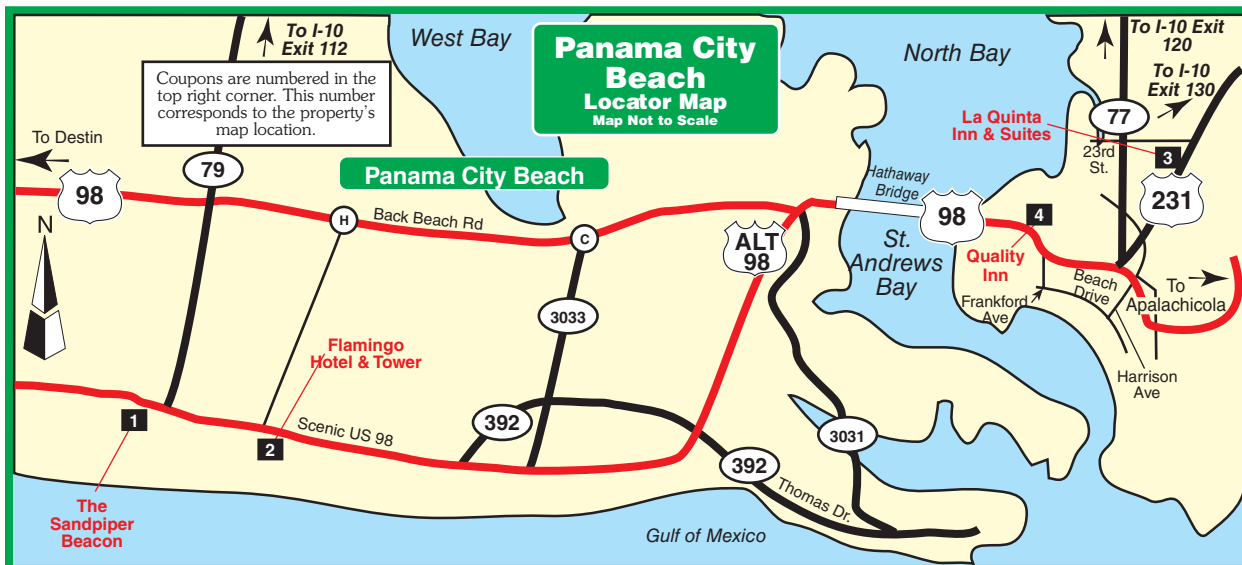 To I-10
Exit 112
West Bay
Panama City
Beach
Locator Map
Map Not to Scale
North Bay
To I-10 Exit
120
To I-10
Exit 130
Coupons are numbered in the
top right corner. This number
corresponds to the property's
map location.
La Quinta
Inn & Suites
77
To Destin
79
Panama City Beach
23rd
St.
3
98
Hathaway
Bridge
231
N
H
Back Beach Rd
C
ALT
98
98
4
St.
Andrews
Bay
Quality
Inn
Beach
Drive
To
Apalachicola
Frankford
Ave
3033
Flamingo
Hotel & Tower
Harrison
Ave
1
2
Scenic US 98
392
3031
392
Thomas Dr.
The
Sandpiper
Beacon
Gulf of Mexico